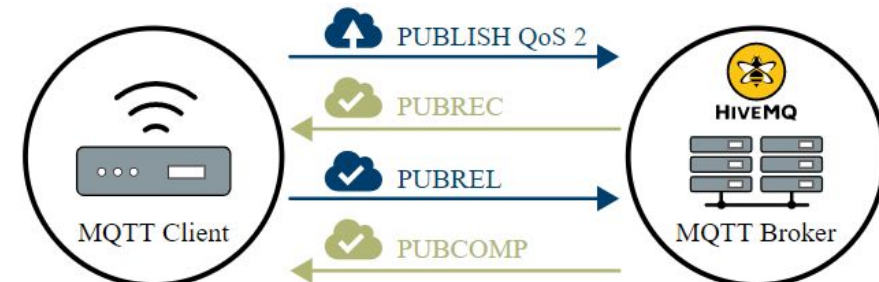 PUBLISH QoS 2
PUBREC
HIVEMQ
PUBREL
MQTT Client
MQTT Broker
PUBCOMP